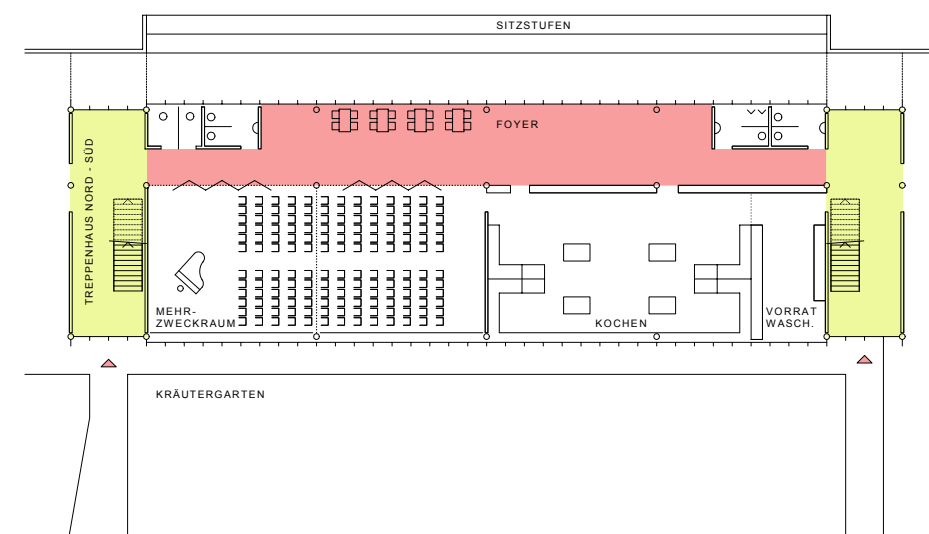 SITZSTUFEN
FOYER
TREPPENHAUS NORD - SÜD
MEHR-
ZWECKRAUM
KOCHEN
VORRAT
WASCH.
KRÄUTERGARTEN